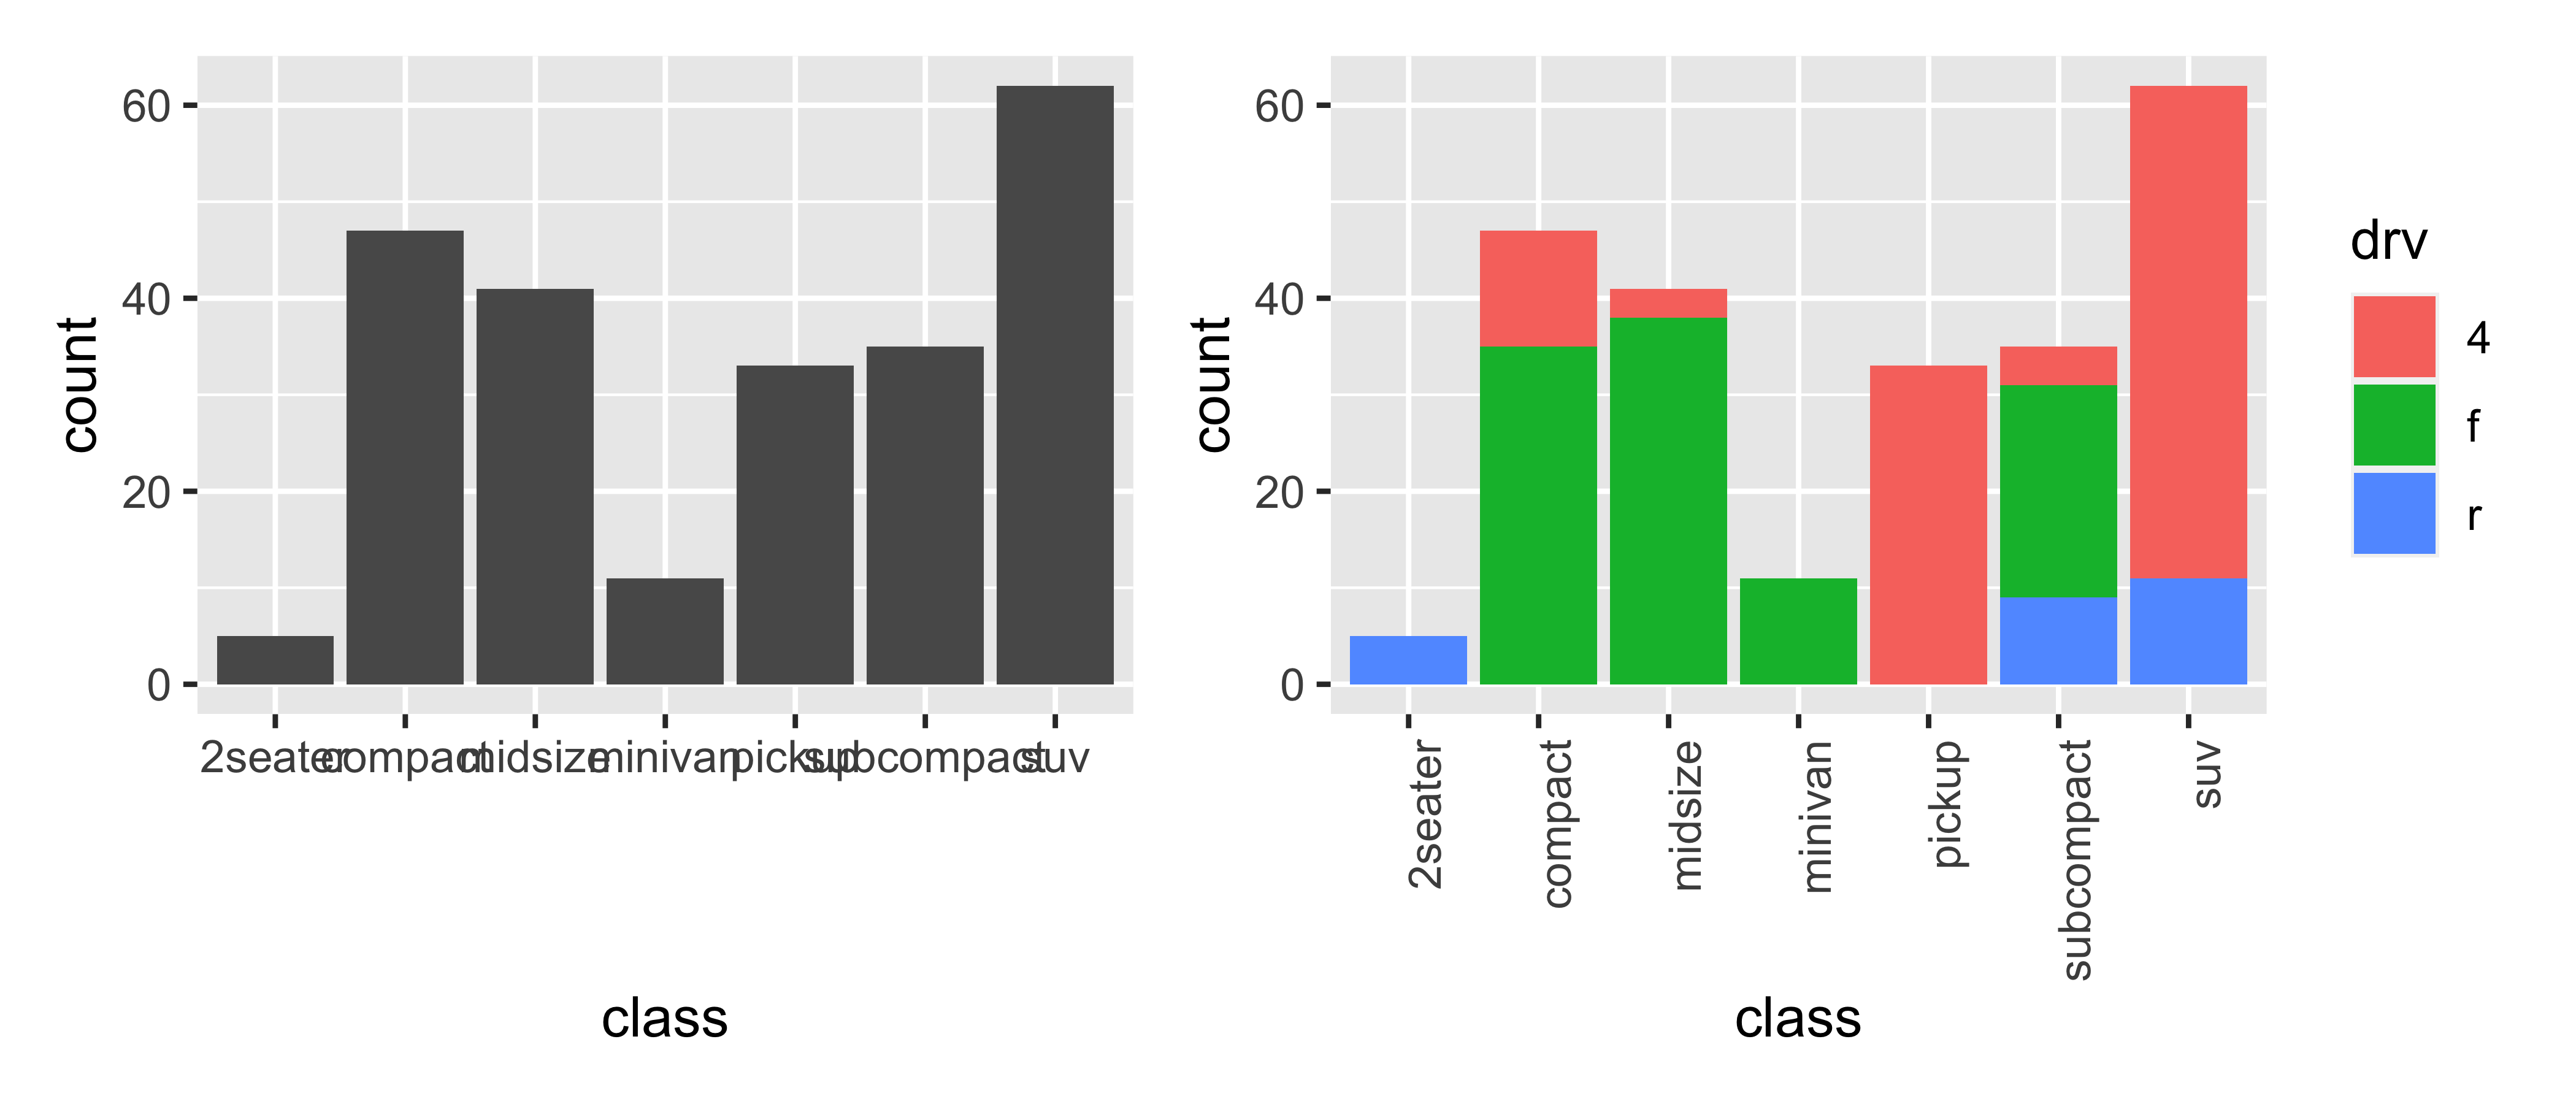 count
60
40
20
0
2seater compact midsize minivan pickup subcompact suv
class
count
60
40
20
0
2seater
compact
midsize
minivan
pickup
subcompact
suv
class
drv
4
f
r